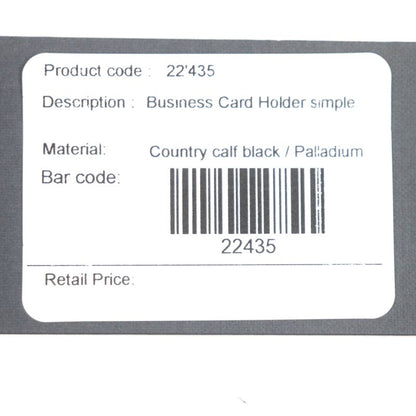 Product code : 22'435
Description : Business Card Holder simple
Material: Country calf black / Palladium
Bar code:
22435
Retail Price: